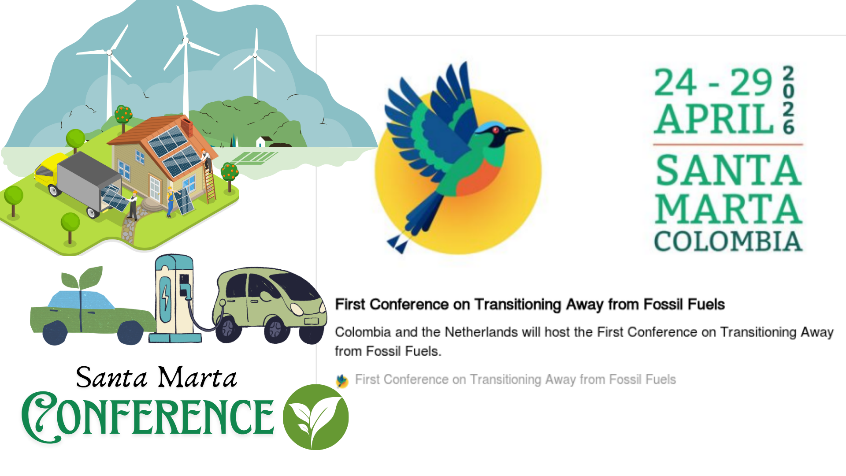 24 - 29 2026
APRIL
SANTA
MARTA
COLOMBIA
First Conference on Transitioning Away from Fossil Fuels
Colombia and the Netherlands will host the First Conference on Transitioning Away
from Fossil Fuels.
First Conference on Transitioning Away from Fossil Fuels
Santa Marta
CONFERENCE